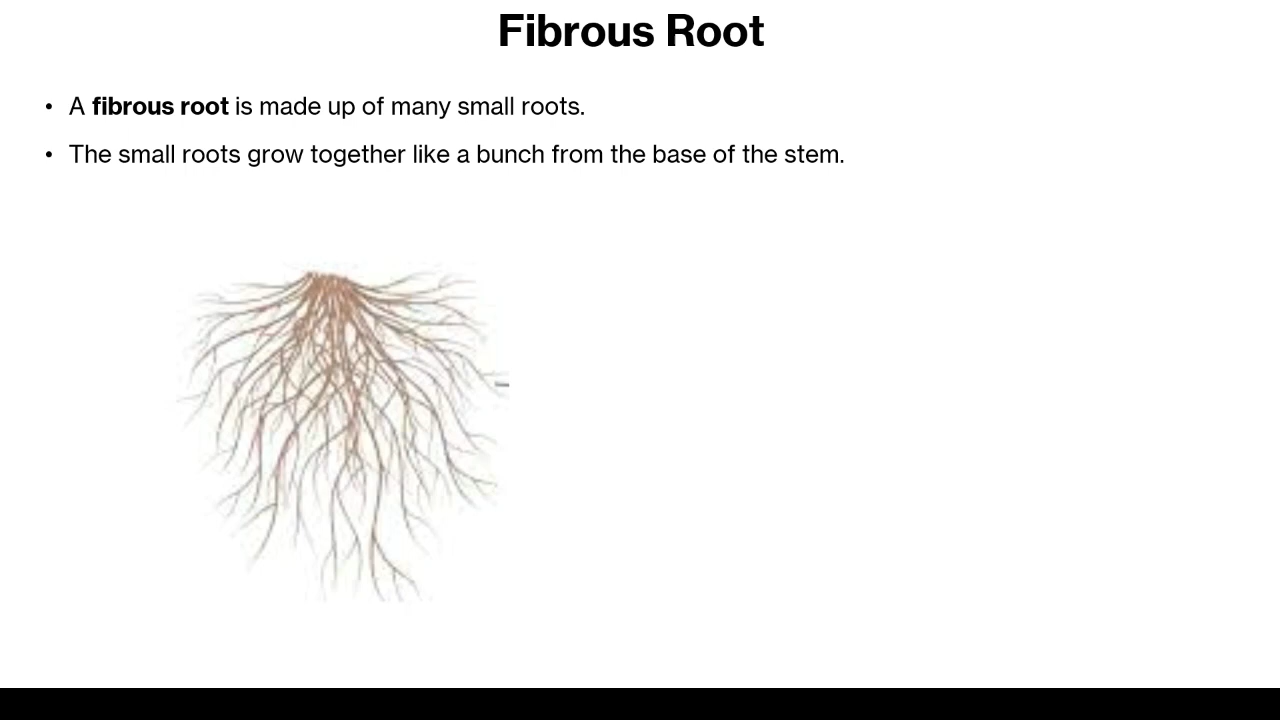 Fibrous Root
• A fibrous root is made up of many small roots.
• The small roots grow together like a bunch from the base of the stem.